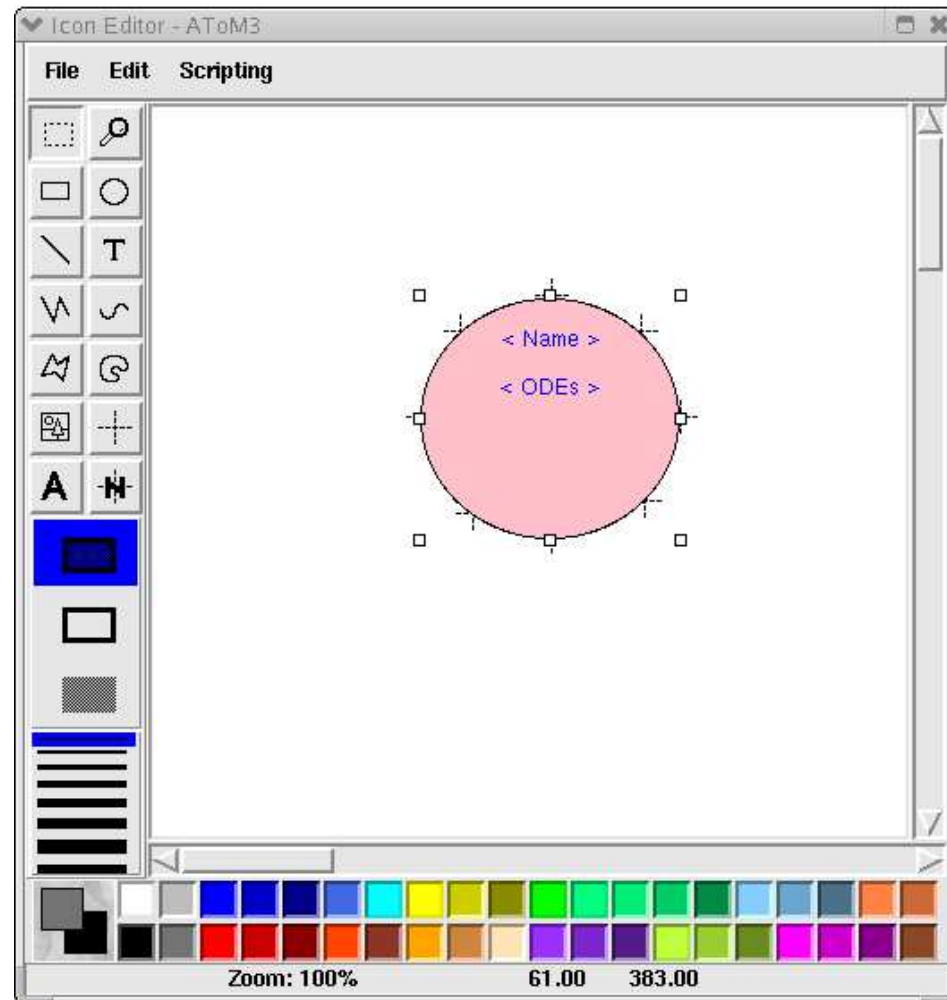 Icon Editor - AToM3
File Edit Scripting
T
A
N
< Name >
< ODEs >
Zoom: 100% 61.00 383.00